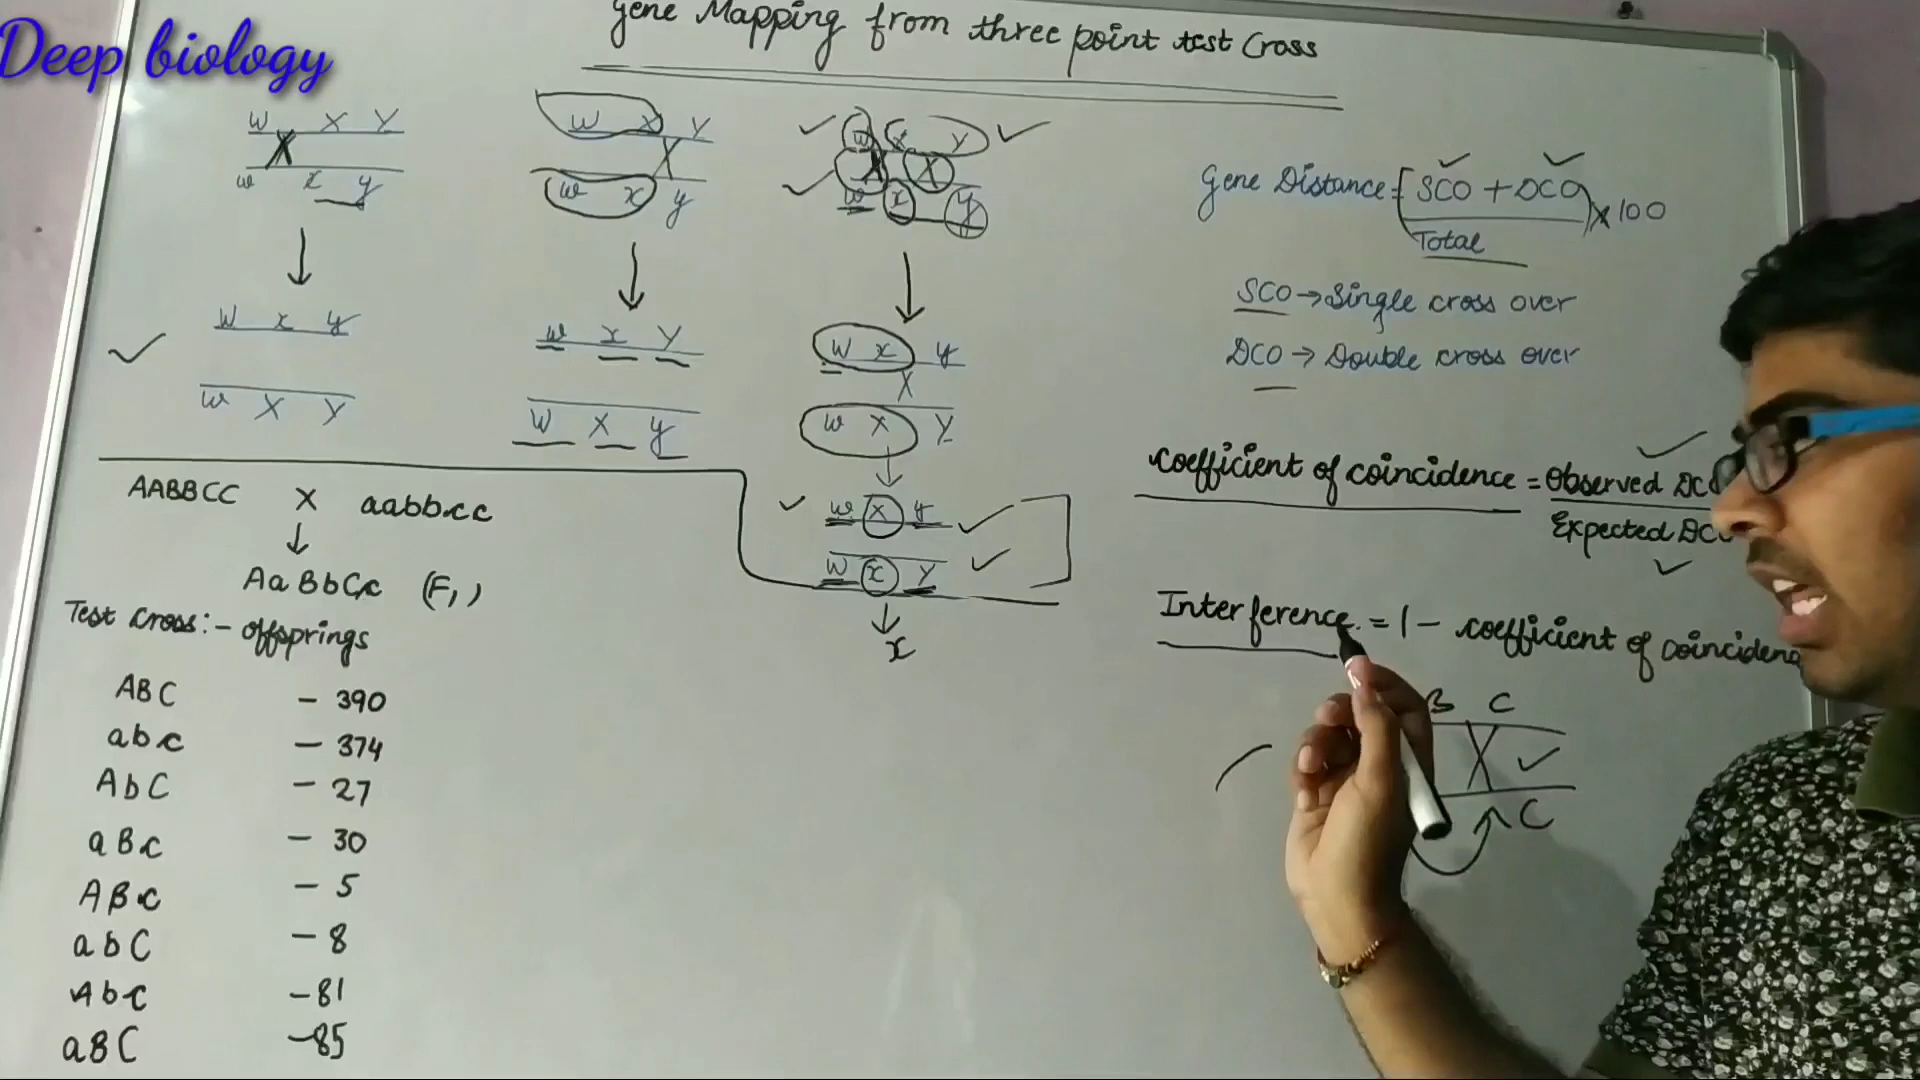 Deep biology
Gene Mapping from three point test Cross
W X Y
w x y
W x y
w X Y
W X Y
w x y
w x Y
W X y
W X Y
w x y
W x y
w X Y
w X y
W x Y
x
Gene Distance = [SCO + DCO / Total] X 100
SCO → Single cross over
DCO → Double cross over
coefficient of coincidence = Observed DCO
Expected DCO
Interference = 1 - coefficient of coincidenc
B C
C
AABBCC X aabbcc
AaBbCc (F1)
Test cross:- offsprings
ABC - 390
abc - 374
AbC - 27
aBc - 30
ABc - 5
abC - 8
Abc - 81
aBC - 85